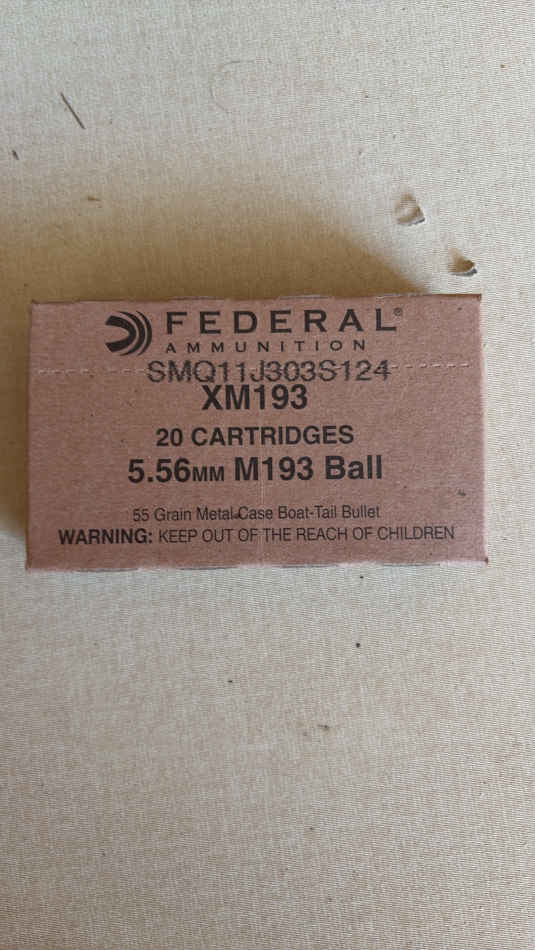 FEDERAL®
AMMUNITION
SMQ11J303S124
XM193
20 CARTRIDGES
5.56MM M193 Ball
55 Grain Metal Case Boat-Tail Bullet
WARNING: KEEP OUT OF THE REACH OF CHILDREN